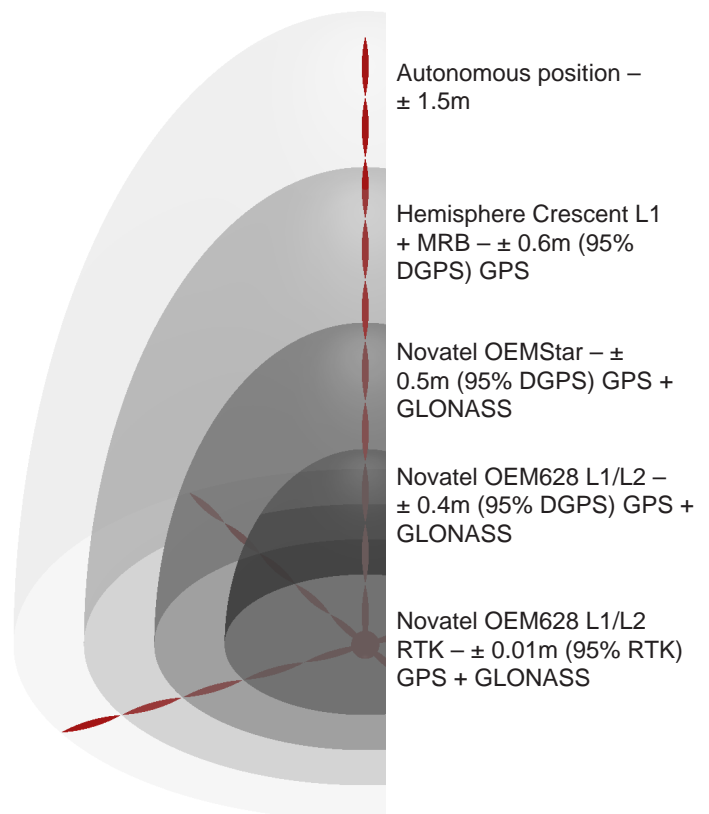 Autonomous position –
± 1.5m
Hemisphere Crescent L1
+ MRB – ± 0.6m (95%
DGPS) GPS
Novatel OEMStar – ±
0.5m (95% DGPS) GPS +
GLONASS
Novatel OEM628 L1/L2 –
± 0.4m (95% DGPS) GPS +
GLONASS
Novatel OEM628 L1/L2
RTK – ± 0.01m (95% RTK)
GPS + GLONASS